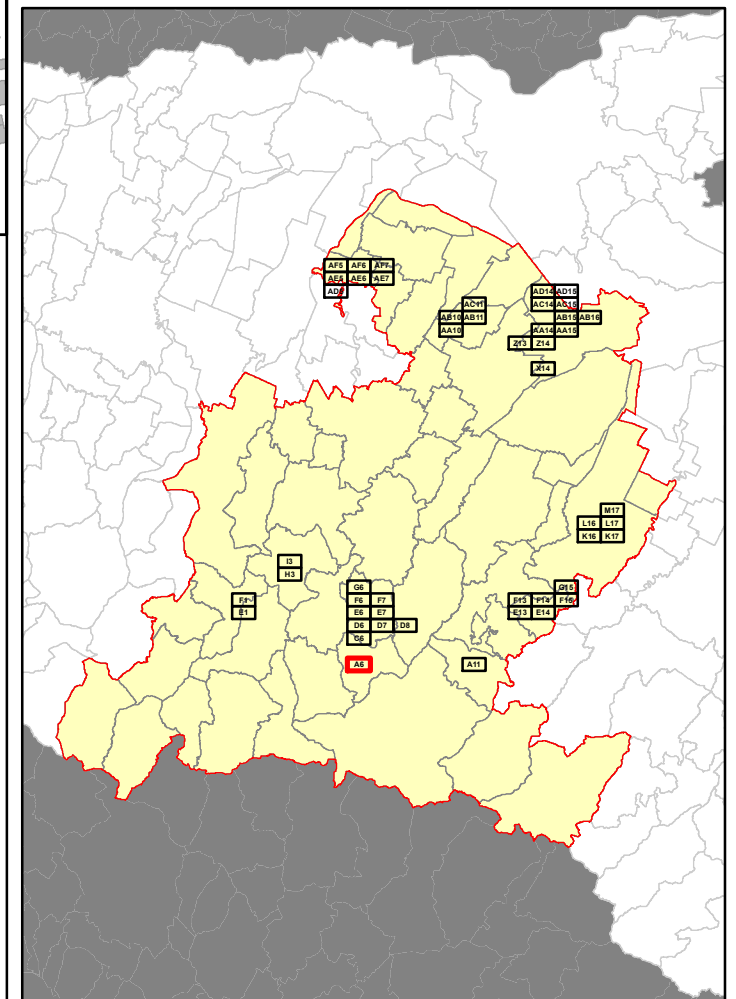 AF5 AF6 AF7
AE5 AE6 AE7
AD5
AD14 AD15
AC11 AC14 AC15
AB10 AB11 AB15 AB16
AA10 AA14 AA15
Z13 Z14
X14
M17
L16 L17
K16 K17
I3
H3
G6 G15
F1 F6 F7 F13 F14 F15
E1 E6 E7 E13 E14
D6 D7 D8
C6
A6 A11